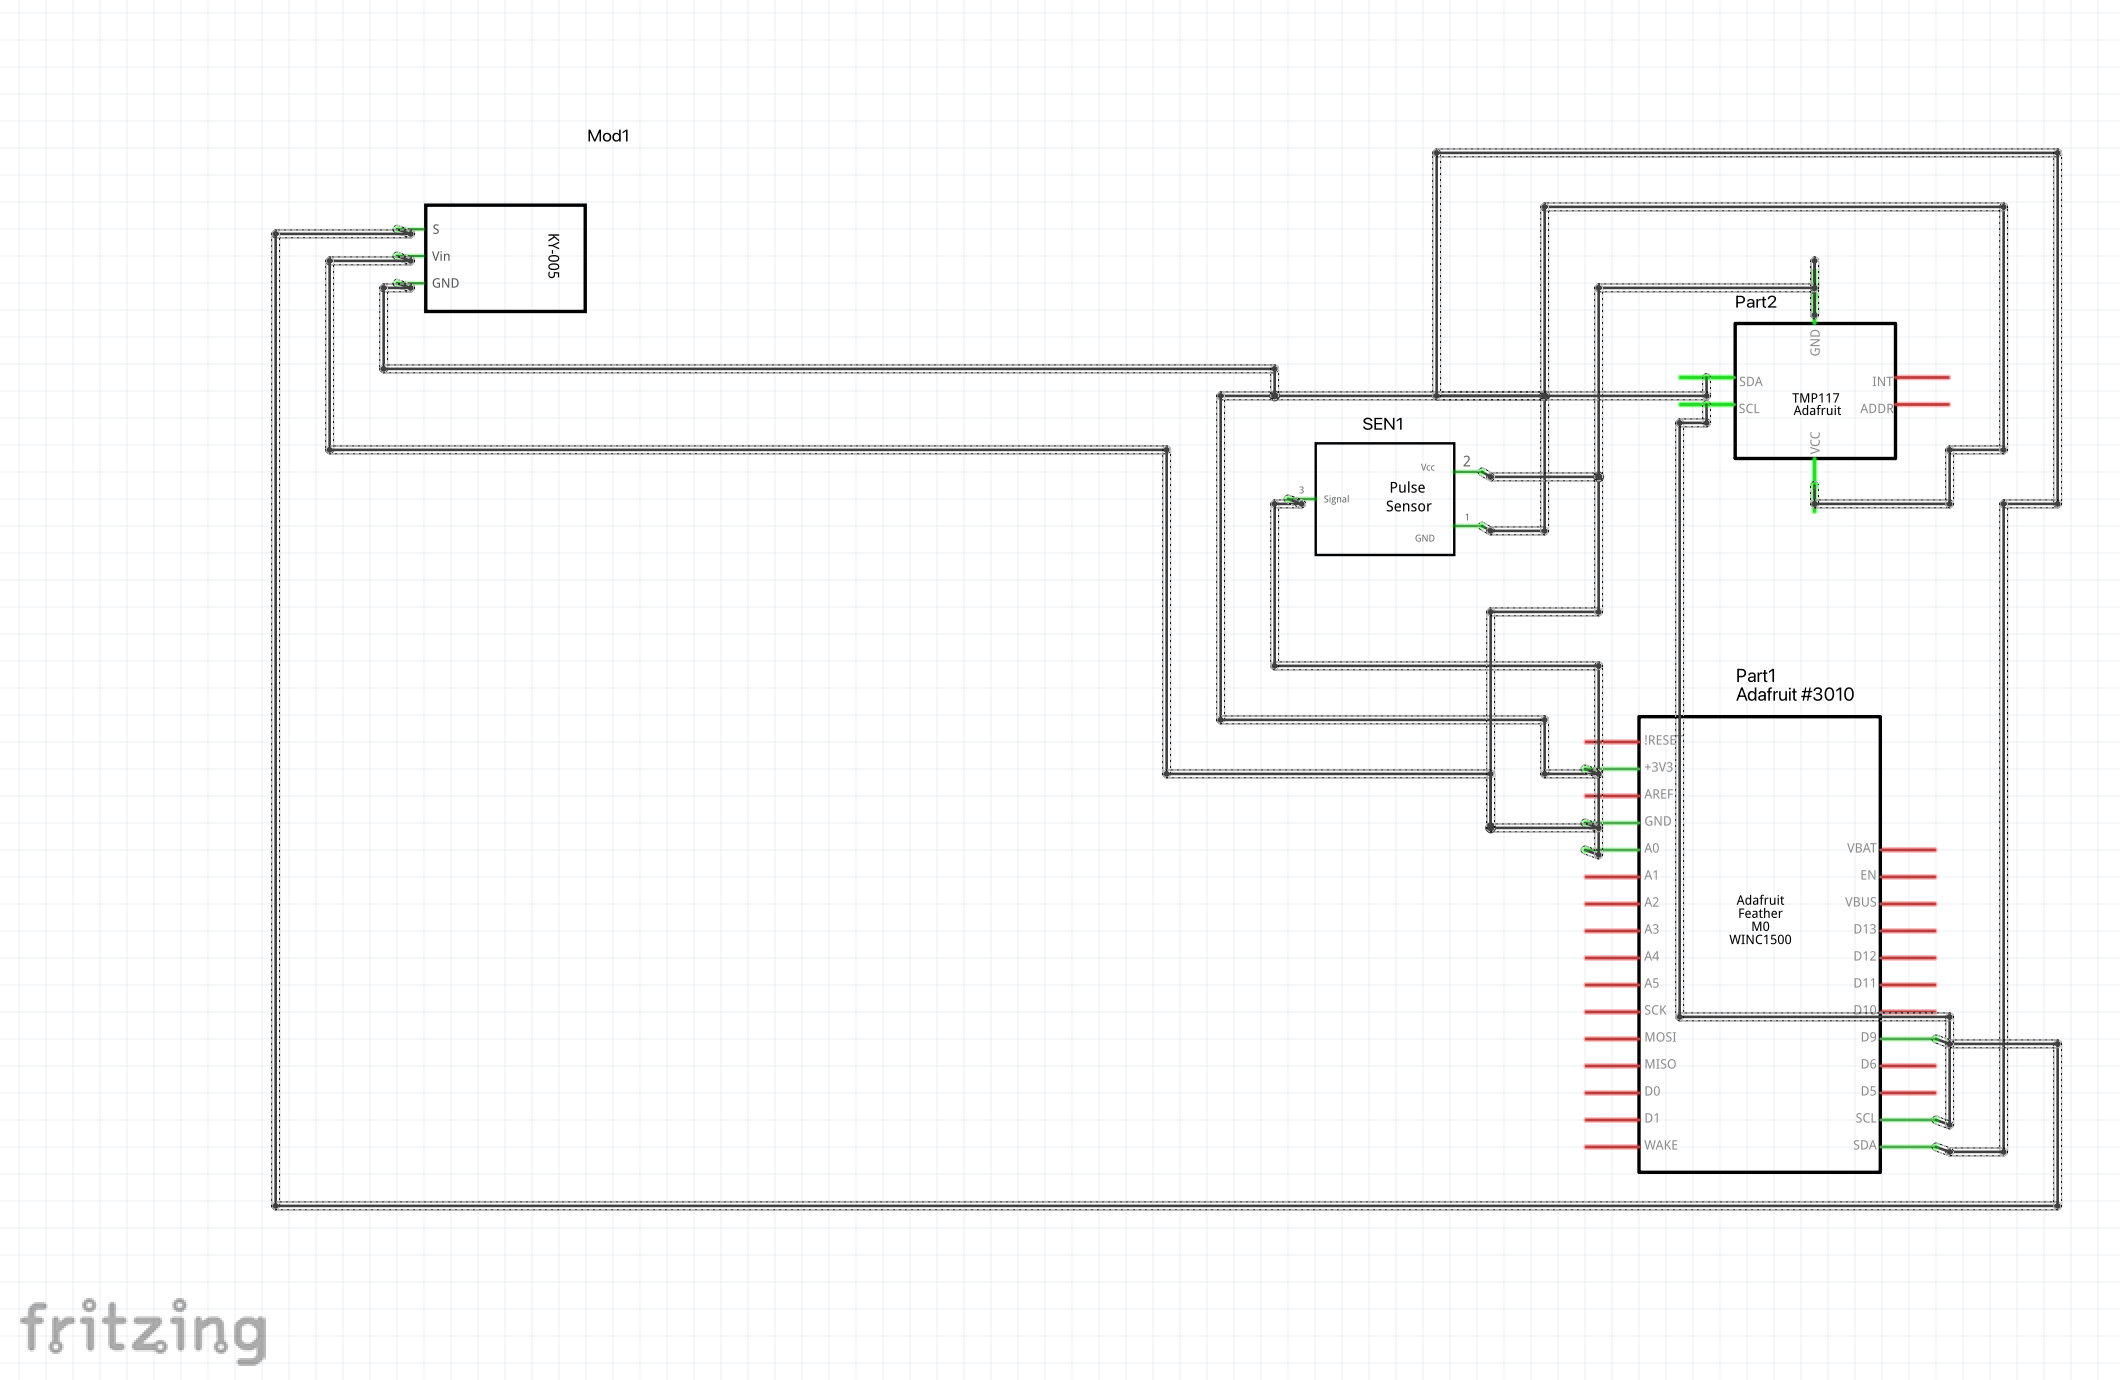 Mod1
S
Vin
GND
KY-005
Part2
GND
SDA
SCL
INT
ADDR
TMP117
Adafruit
VCC
SEN1
Vcc
2
Pulse
Sensor
3
Signal
1
GND
Part1
Adafruit #3010
!RESE
+3V3
AREF
GND
A0
A1
A2
A3
A4
A5
SCK
MOSI
MISO
D0
D1
WAKE
Adafruit
Feather
M0
WINC1500
VBAT
EN
VBUS
D13
D12
D11
D10
D9
D6
D5
SCL
SDA
fritzing